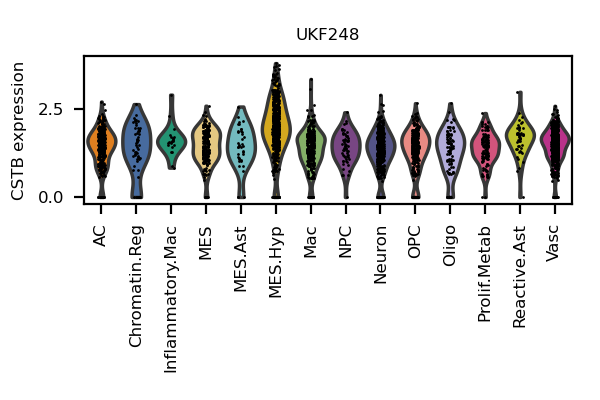 UKF248
CSTB expression
2.5
0.0
AC
Chromatin.Reg
Inflammatory.Mac
MES
MES.Ast
MES.Hyp
Mac
NPC
Neuron
OPC
Oligo
Prolif.Metab
Reactive.Ast
Vasc